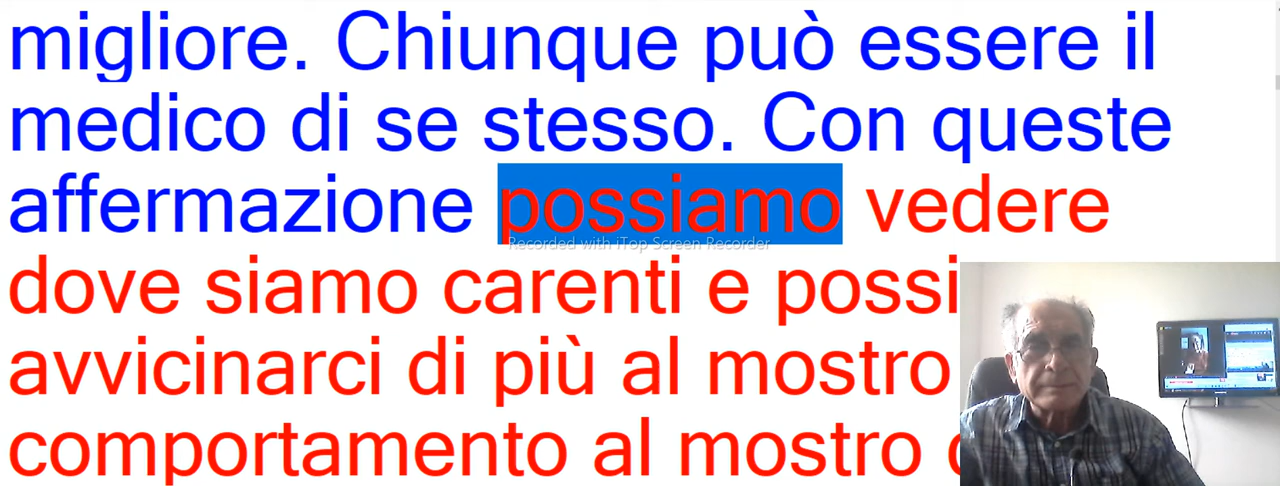 migliore. Chiunque può essere il
medico di se stesso. Con queste
affermazione possiamo vedere
Recorded with iTop Screen Recorder
dove siamo carenti e possi
avvicinarci di più al mostro
comportamento al mostro